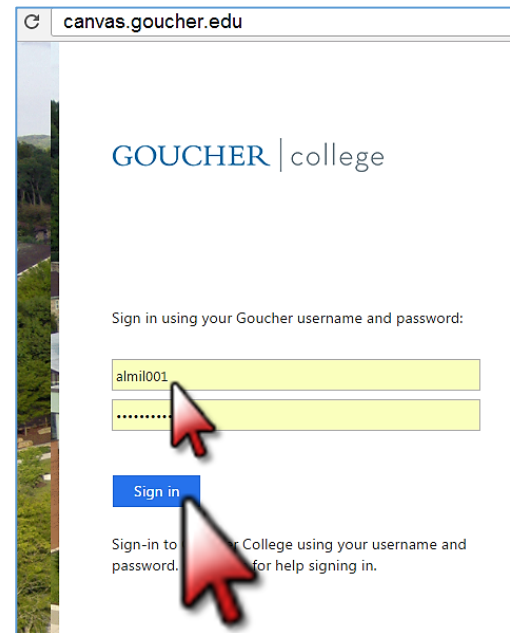 canvas.goucher.edu
GOUCHER | college
Sign in using your Goucher username and password:
almil001
Sign in
Sign-in to College using your username and
password. for help signing in.